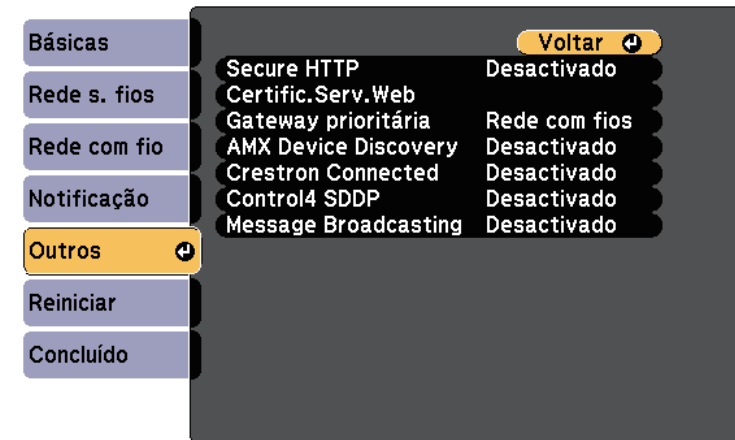 Básicas
Rede s. fios
Rede com fio
Notificação
Outros
Reiniciar
Concluído
Voltar
Secure HTTP Desactivado
Certific.Serv.Web
Gateway prioritária Rede com fios
AMX Device Discovery Desactivado
Crestron Connected Desactivado
Control4 SDDP Desactivado
Message Broadcasting Desactivado